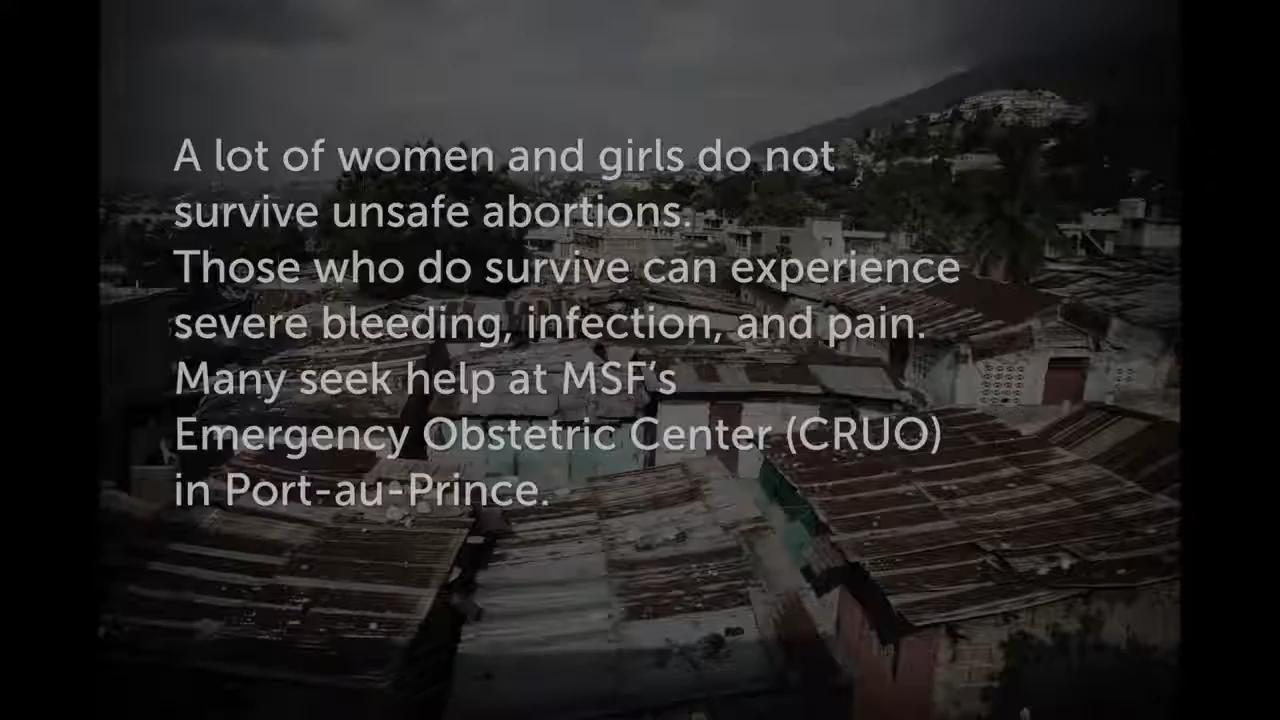 A lot of women and girls do not
survive unsafe abortions.
Those who do survive can experience
severe bleeding, infection, and pain.
Many seek help at MSF's
Emergency Obstetric Center (CRUO)
in Port-au-Prince.